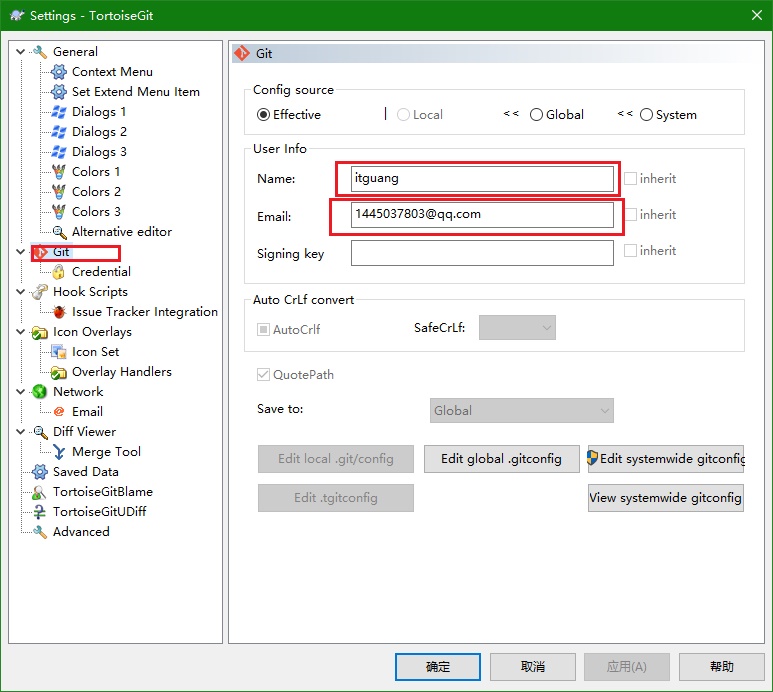 Settings - TortoiseGit
General
Context Menu
Set Extend Menu Item
Dialogs 1
Dialogs 2
Dialogs 3
Colors 1
Colors 2
Colors 3
Alternative editor
Git
Credential
Hook Scripts
Issue Tracker Integration
Icon Overlays
Icon Set
Overlay Handlers
Network
Email
Diff Viewer
Merge Tool
Saved Data
TortoiseGitBlame
TortoiseGitUDiff
Advanced
Git
Config source
Effective | Local << Global << System
User Info
Name: itguang inherit
Email: 1445037803@qq.com inherit
Signing key inherit
Auto CrLf convert
AutoCrlf SafeCrLf:
QuotePath
Save to: Global
Edit local .git/config Edit global .gitconfig Edit systemwide gitconfig
Edit .tgitconfig View systemwide gitconfig
确定 取消 应用(A) 帮助